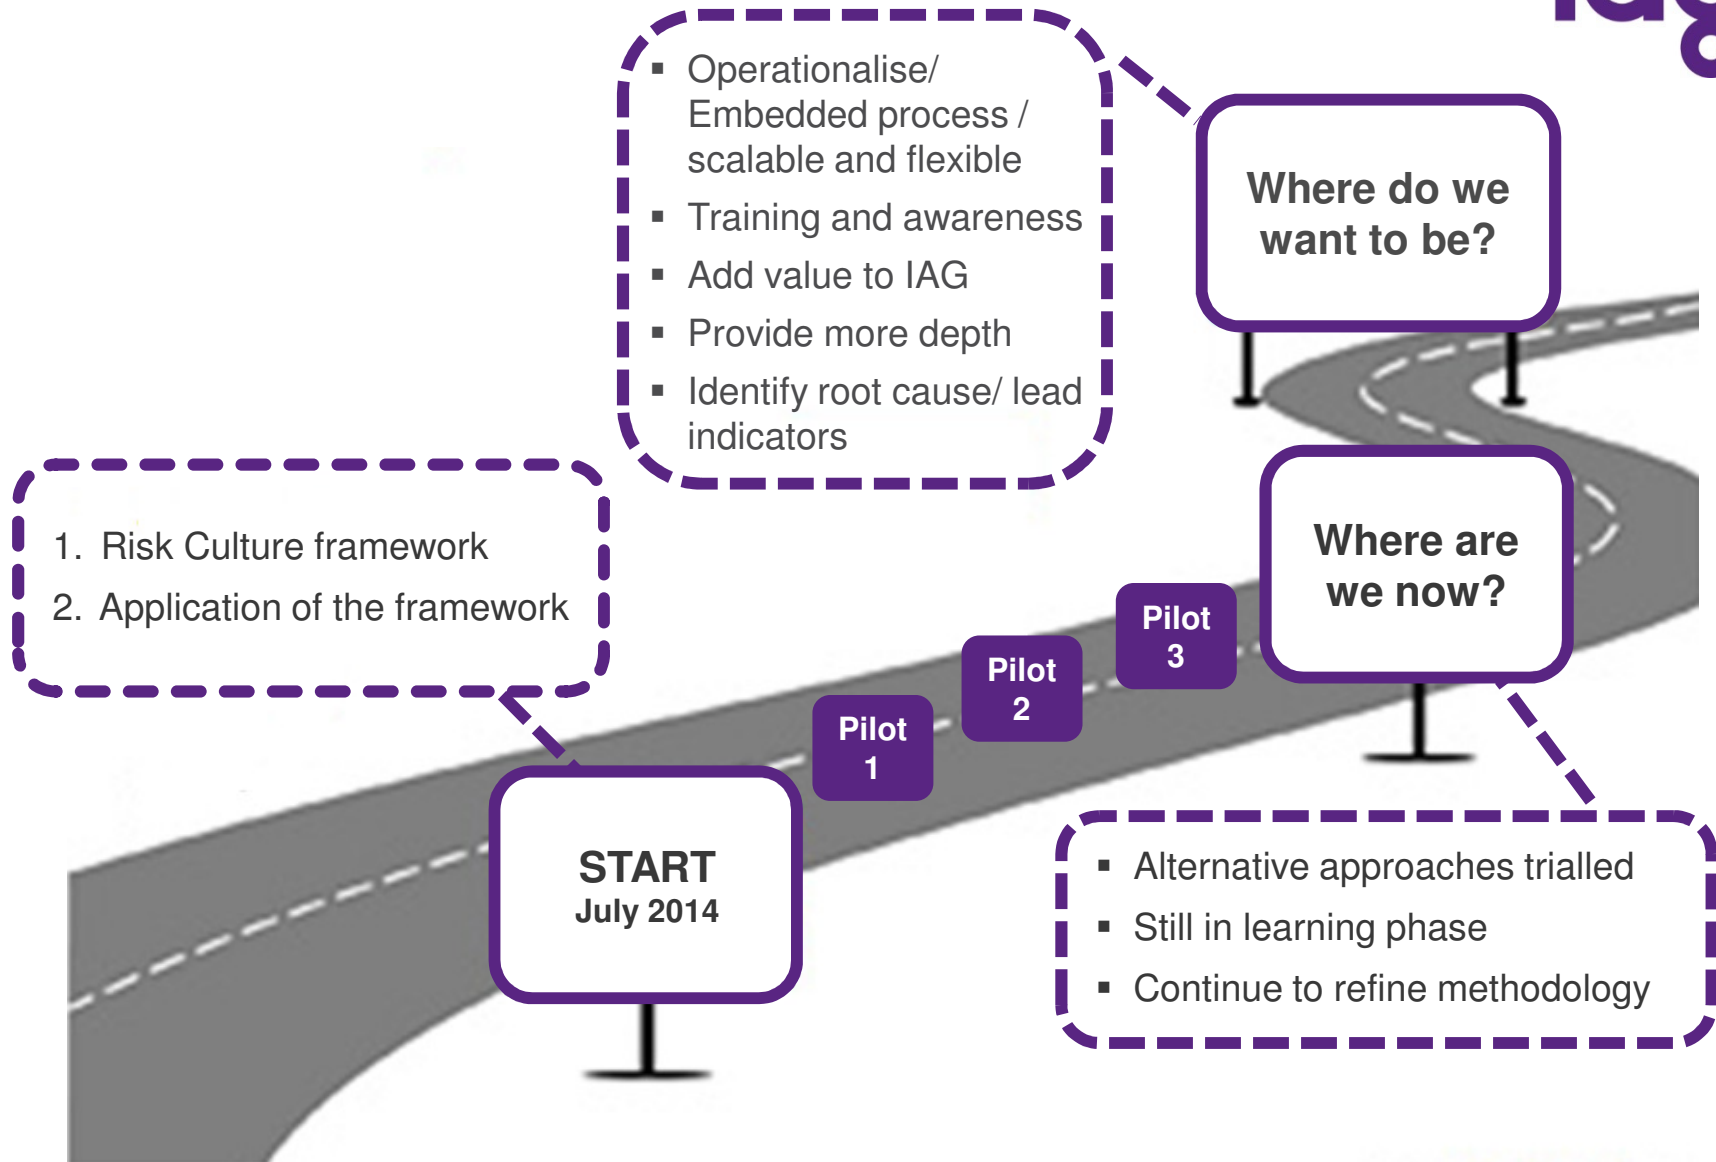 ▪ Operationalise/
Embedded process /
scalable and flexible
▪ Training and awareness
▪ Add value to IAG
▪ Provide more depth
▪ Identify root cause/ lead
indicators
Where do we
want to be?
1. Risk Culture framework
2. Application of the framework
Where are
we now?
Pilot
3
Pilot
2
Pilot
1
START
July 2014
▪ Alternative approaches trialled
▪ Still in learning phase
▪ Continue to refine methodology